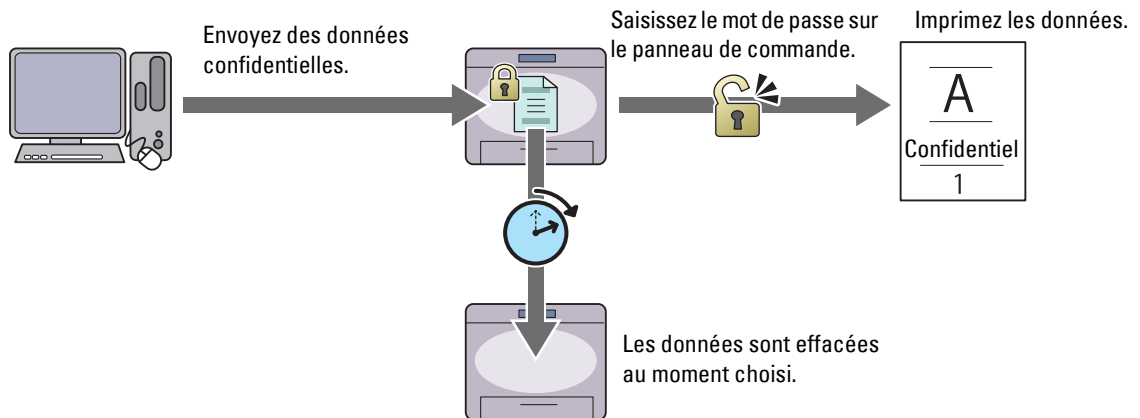 Envoyez des données
confidentielles.
Saisissez le mot de passe sur
le panneau de commande.
Imprimez les données.
A
Confidentiel
1
Les données sont effacées
au moment choisi.